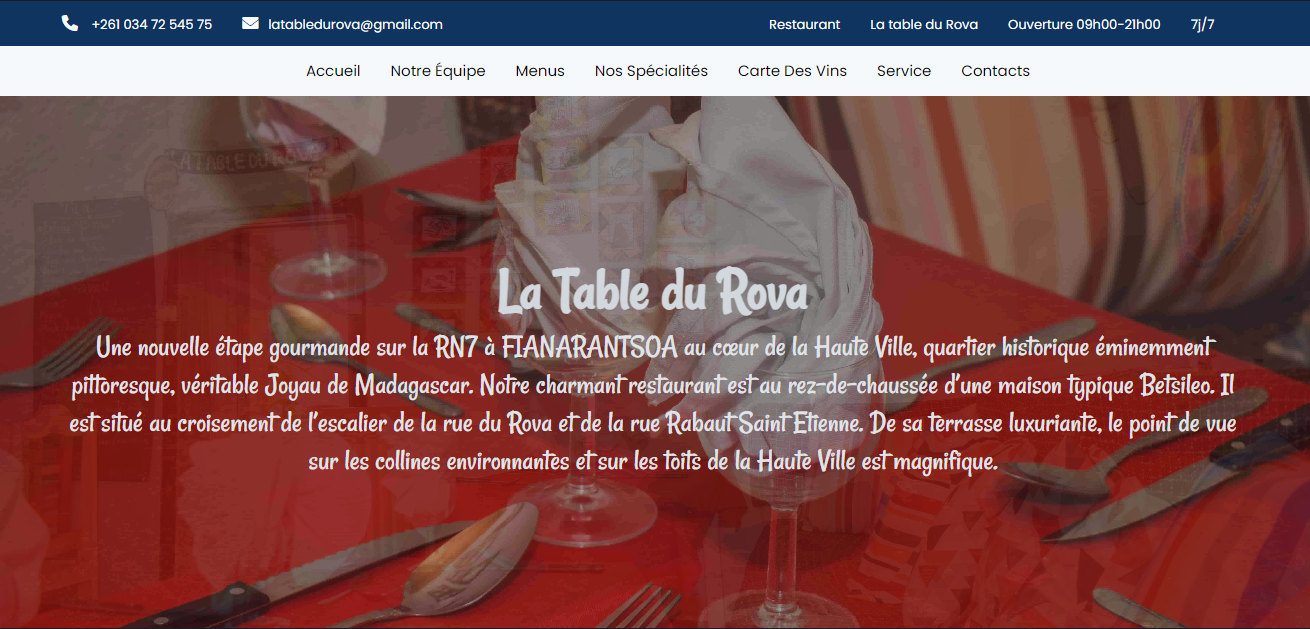 +261 034 72 545 75 latabledurova@gmail.com Restaurant La table du Rova Ouverture 09h00-21h00 7j/7
Accueil Notre Équipe Menus Nos Spécialités Carte Des Vins Service Contacts
LA TABLE DU ROVA
La Table du Rova
Une nouvelle étape gourmande sur la RN7 à FIANARANTSOA au cœur de la Haute Ville, quartier historique éminemment
pittoresque, véritable Joyau de Madagascar. Notre charmant restaurant est au rez-de-chaussée d'une maison typique Betsileo. Il
est situé au croisement de l'escalier de la rue du Rova et de la rue Rabaut Saint Etienne. De sa terrasse luxuriante, le point de vue
sur les collines environnantes et sur les toits de la Haute Ville est magnifique.